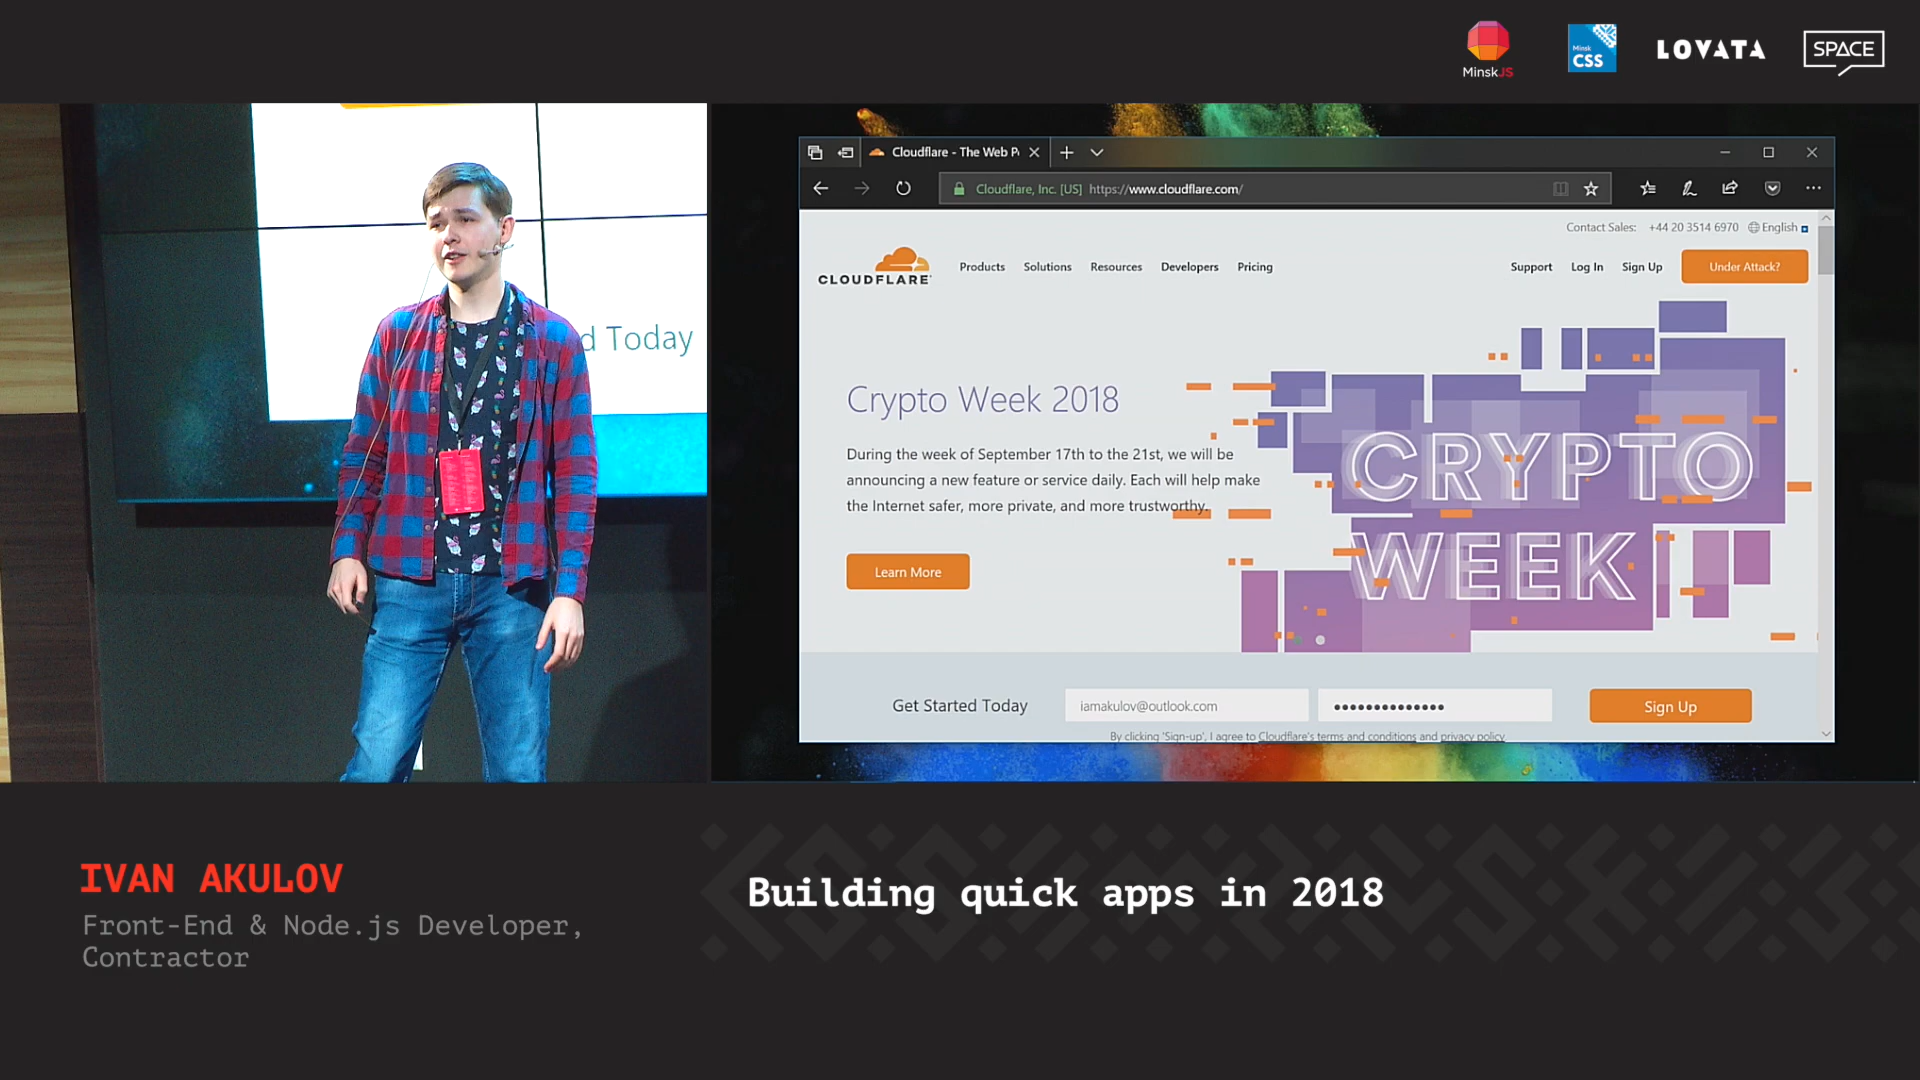 MinskJS
Minsk
CSS
LOVATA
SPACE
d Today
Cloudflare - The Web P
Cloudflare, Inc. [US] https://www.cloudflare.com/
Contact Sales: +44 20 3514 6970 English
CLOUDFLARE
Products Solutions Resources Developers Pricing
Support Log In Sign Up Under Attack?
Crypto Week 2018
During the week of September 17th to the 21st, we will be
announcing a new feature or service daily. Each will help make
the Internet safer, more private, and more trustworthy.
Learn More
CRYPTO
WEEK
Get Started Today iamakulov@outlook.com Sign Up
By clicking 'Sign-up', I agree to Cloudflare's terms and conditions and privacy policy
IVAN AKULOV
Front-End & Node.js Developer,
Contractor
Building quick apps in 2018